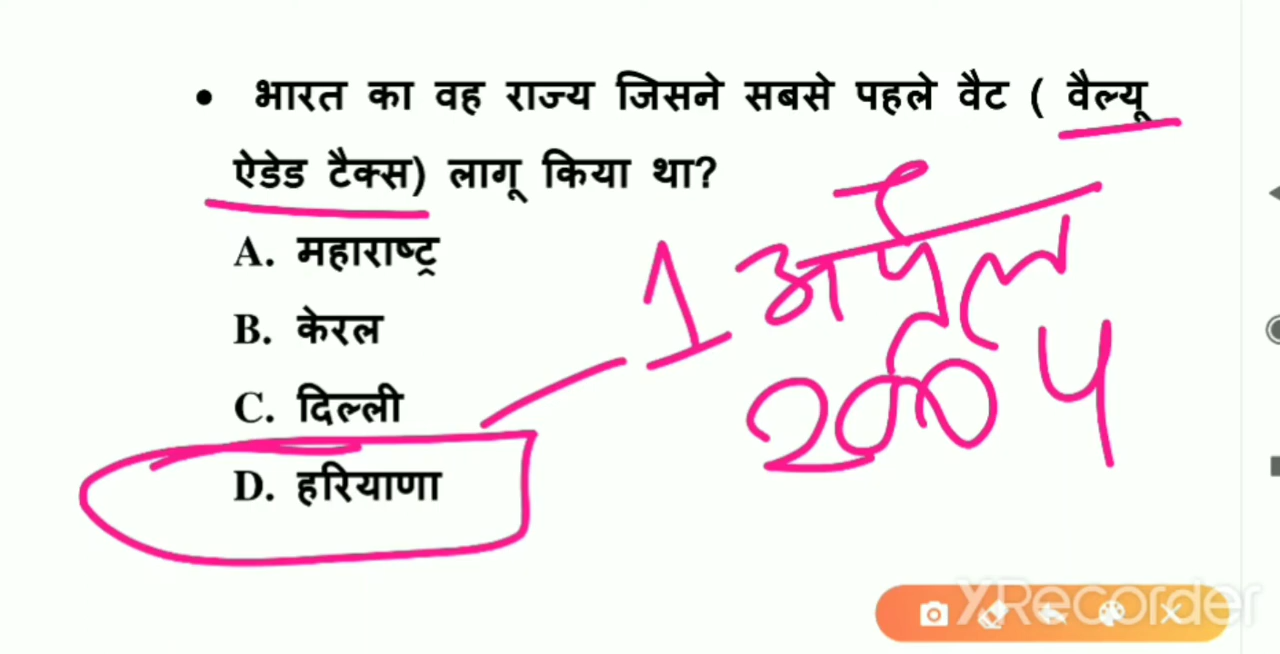 • भारत का वह राज्य जिसने सबसे पहले वैट ( वैल्यू
ऐडेड टैक्स) लागू किया था?
A. महाराष्ट्र
B. केरल
C. दिल्ली
D. हरियाणा
1 अप्रैल
2004
XRecorder